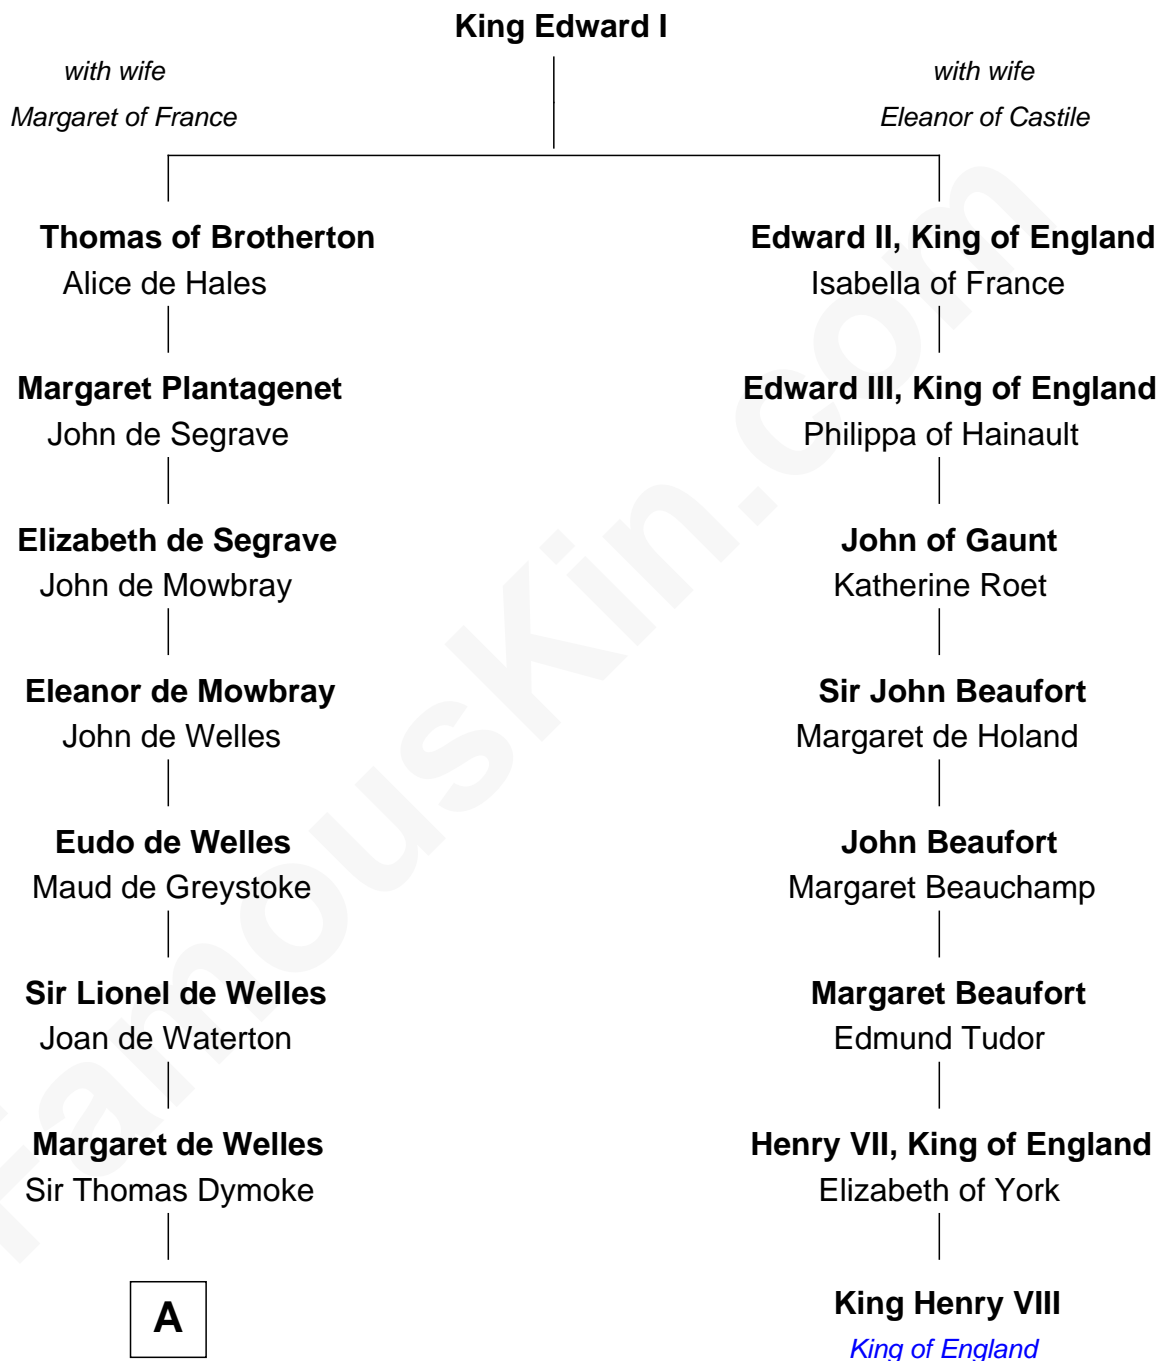 King Edward I
with wife
Margaret of France
with wife
Eleanor of Castile
Thomas of Brotherton
Alice de Hales
Edward II, King of England
Isabella of France
Margaret Plantagenet
John de Segrave
Edward III, King of England
Philippa of Hainault
Elizabeth de Segrave
John de Mowbray
John of Gaunt
Katherine Roet
Eleanor de Mowbray
John de Welles
Sir John Beaufort
Margaret de Holand
Eudo de Welles
Maud de Greystoke
John Beaufort
Margaret Beauchamp
Sir Lionel de Welles
Joan de Waterton
Margaret Beaufort
Edmund Tudor
Margaret de Welles
Sir Thomas Dymoke
Henry VII, King of England
Elizabeth of York
A
King Henry VIII
King of England
FamousKin.com